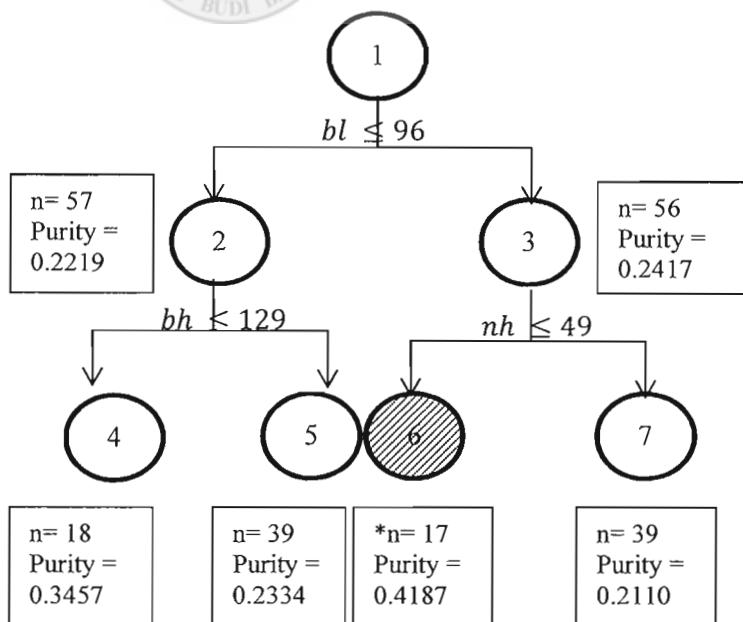 BUDI
1
bl ≤ 96
n= 57
Purity =
0.2219
2
3
n= 56
Purity =
0.2417
bh ≤ 129
nh ≤ 49
4
5
6
7
n= 18
Purity =
0.3457
n= 39
Purity =
0.2334
*n= 17
Purity =
0.4187
n= 39
Purity =
0.2110